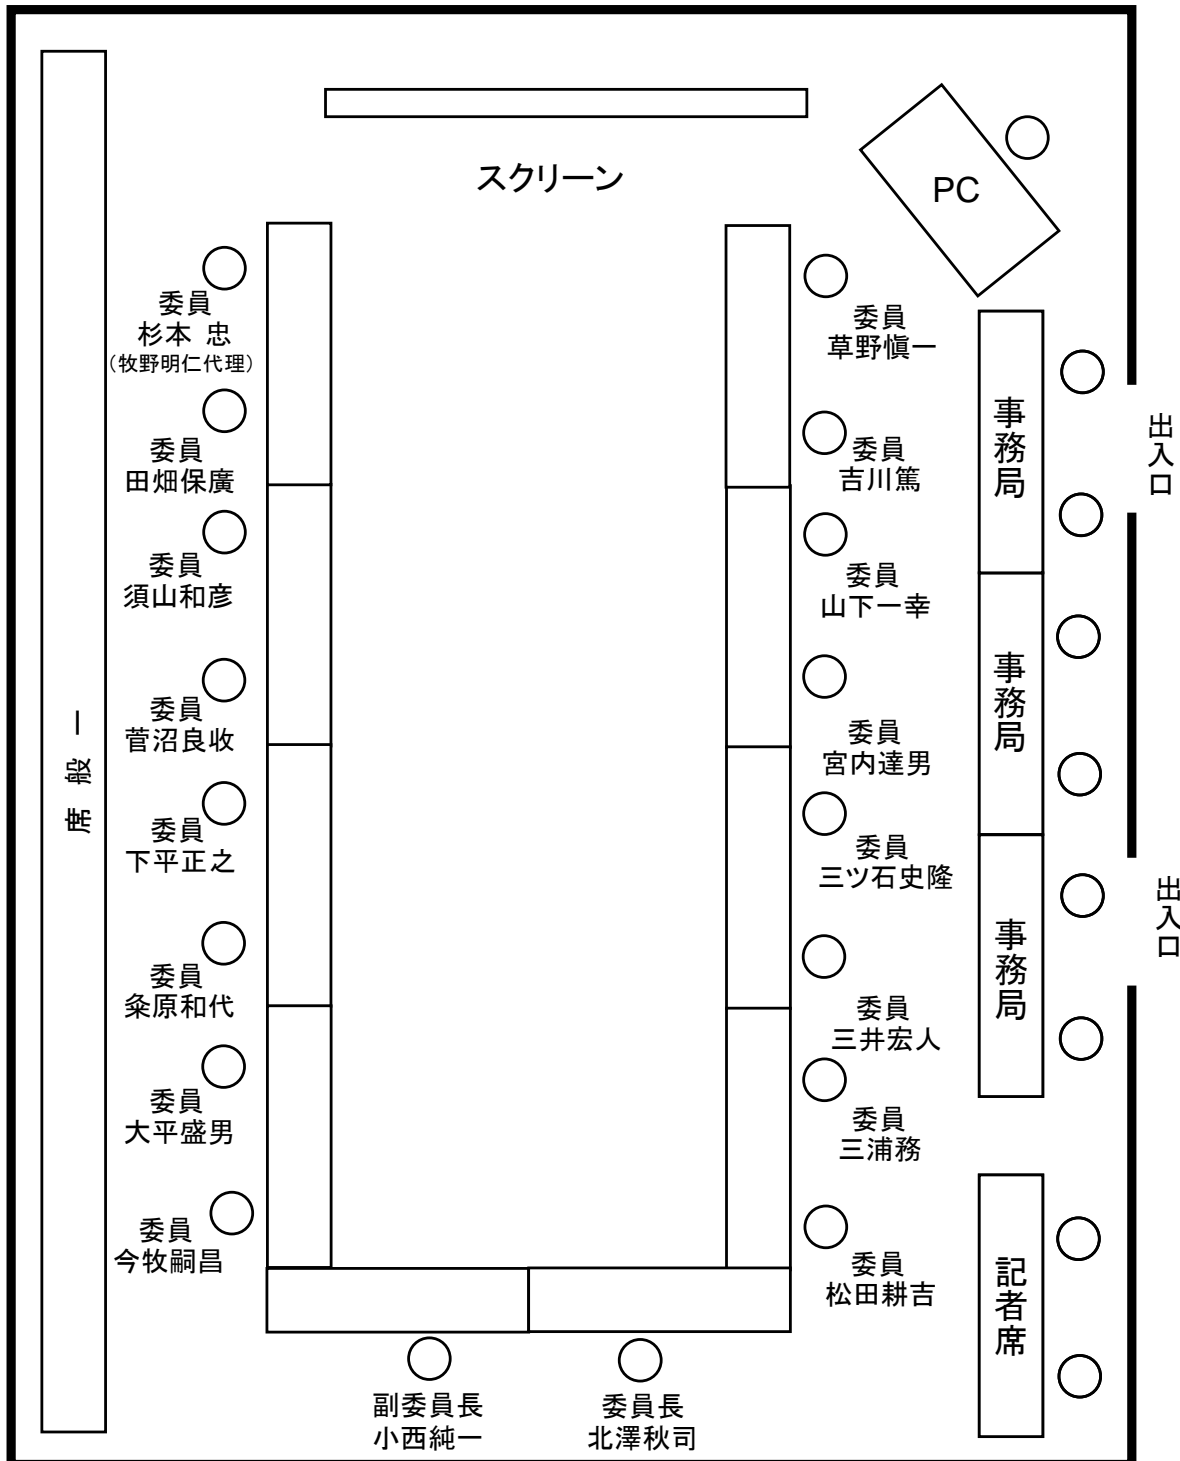 スクリーン
PC
委員
杉本 忠
（牧野明仁代理）
委員
田畑保廣
委員
須山和彦
委員
菅沼良收
委員
下平正之
委員
粂原和代
委員
大平盛男
委員
今牧嗣昌
一般席
委員
草野愼一
委員
吉川篤
委員
山下一幸
委員
宮内達男
委員
三ツ石史隆
委員
三井宏人
委員
三浦務
委員
松田耕吉
事務局
事務局
事務局
記者席
出入口
出入口
副委員長
小西純一
委員長
北澤秋司